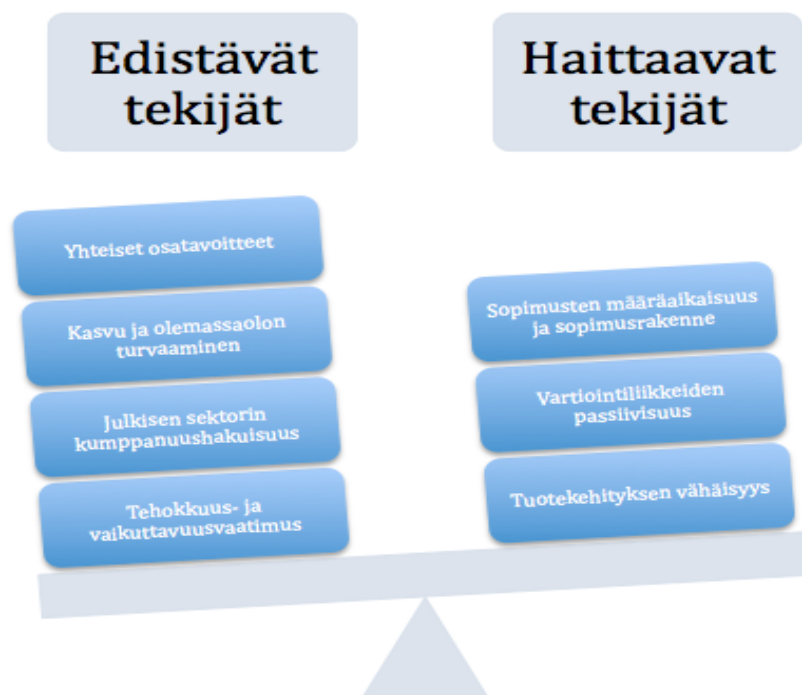 Edistävät
tekijät
Haittaavat
tekijät
Yhteiset osatavoitteet
Kasvu ja olemassaolon
turvaaminen
Julkisen sektorin
kumppanuushakuisuus
Tehokkuus- ja
vaikuttavuusvaatimus
Sopimusten määräaikaisuus
ja sopimusrakenne
Vartiointiliikkeiden
passiivisuus
Tuotekehityksen vähäisyys